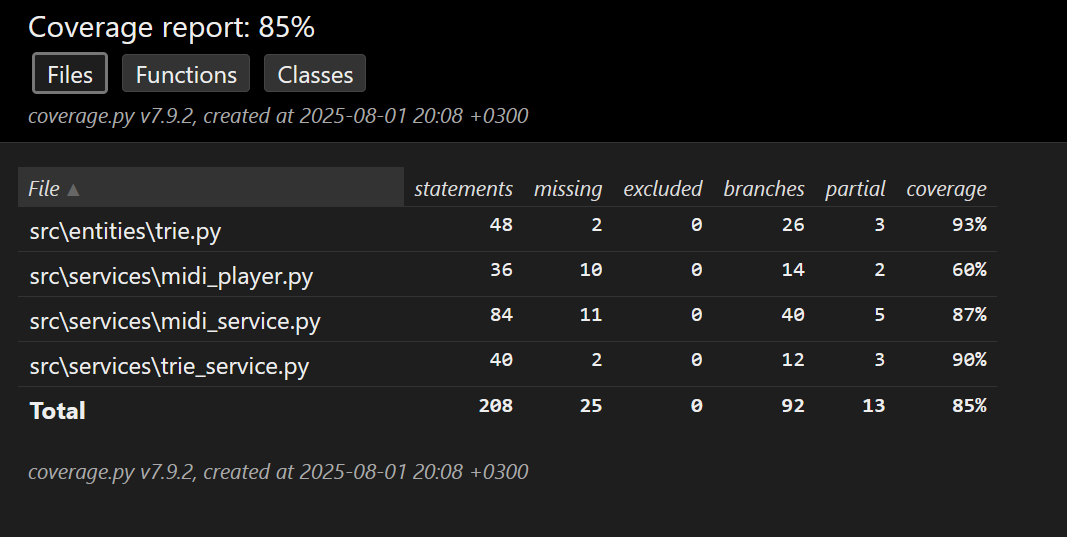 Coverage report: 85%
Files Functions Classes
coverage.py v7.9.2, created at 2025-08-01 20:08 +0300
File ▲ statements missing excluded branches partial coverage
src\entities\trie.py 48 2 0 26 3 93%
src\services\midi_player.py 36 10 0 14 2 60%
src\services\midi_service.py 84 11 0 40 5 87%
src\services\trie_service.py 40 2 0 12 3 90%
Total 208 25 0 92 13 85%
coverage.py v7.9.2, created at 2025-08-01 20:08 +0300